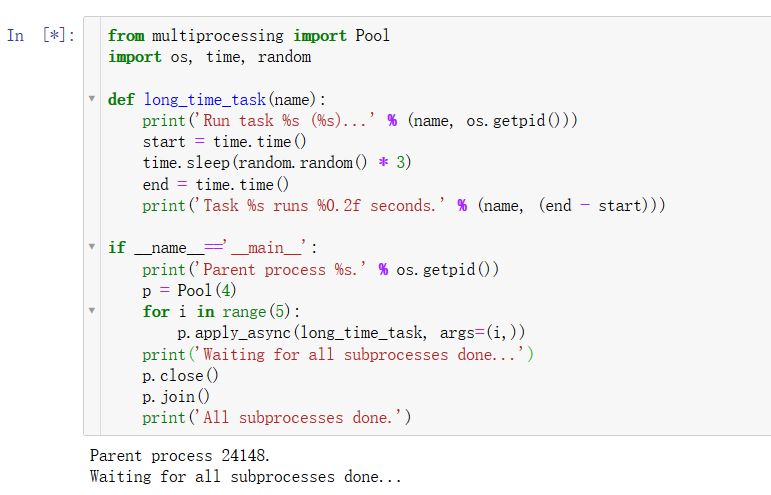 In [*]:
from multiprocessing import Pool
import os, time, random
def long_time_task(name):
    print('Run task %s (%s)...' % (name, os.getpid()))
    start = time.time()
    time.sleep(random.random() * 3)
    end = time.time()
    print('Task %s runs %0.2f seconds.' % (name, (end - start)))
if __name__=='__main__':
    print('Parent process %s.' % os.getpid())
    p = Pool(4)
    for i in range(5):
        p.apply_async(long_time_task, args=(i,))
    print('Waiting for all subprocesses done...')
    p.close()
    p.join()
    print('All subprocesses done.')
Parent process 24148.
Waiting for all subprocesses done...